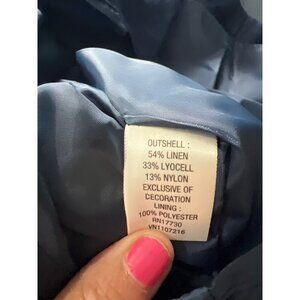 OUTSHELL :
54% LINEN
33% LYOCELL
13% NYLON
EXCLUSIVE OF
DECORATION
LINING :
100% POLYESTER
RN17730
VN1107216